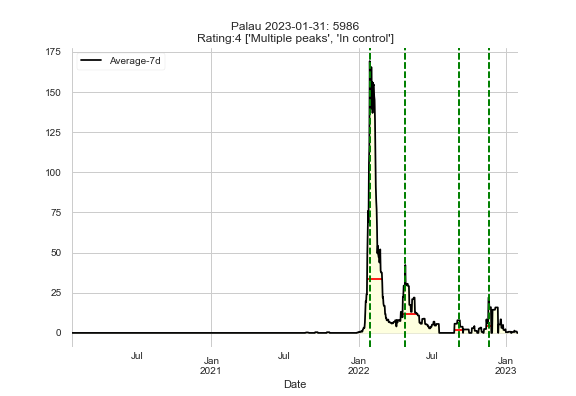 Palau 2023-01-31: 5986
Rating:4 ['Multiple peaks', 'In control']
Average-7d
175
150
125
100
75
50
25
0
Jul
Jan
2021
Jul
Jan
2022
Jul
Jan
2023
Date